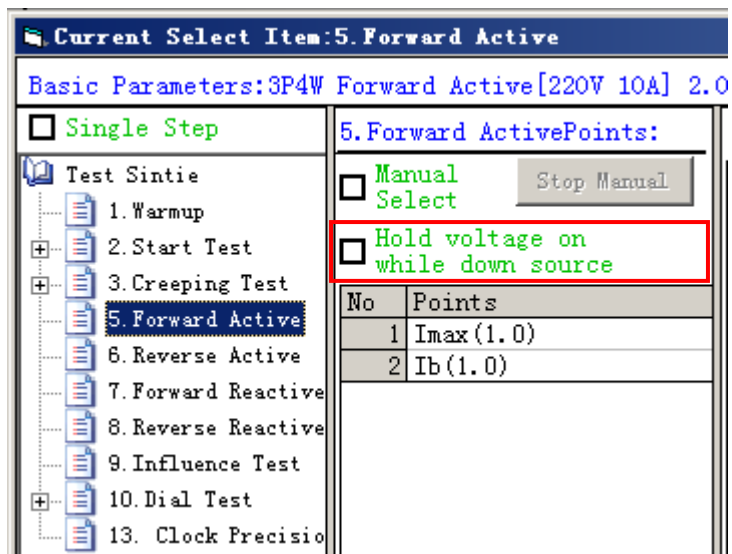 Current Select Item:5.Forward Active
Basic Parameters:3P4W Forward Active[220V 10A] 2.0
Single Step
5.Forward ActivePoints:
Test Sintie
1.Warmup
2.Start Test
3.Creeping Test
5.Forward Active
6.Reverse Active
7.Forward Reactive
8.Reverse Reactive
9.Influence Test
10.Dial Test
13. Clock Precisio
Manual
Select
Stop Manual
Hold voltage on
while down source
No Points
1 Imax(1.0)
2 Ib(1.0)